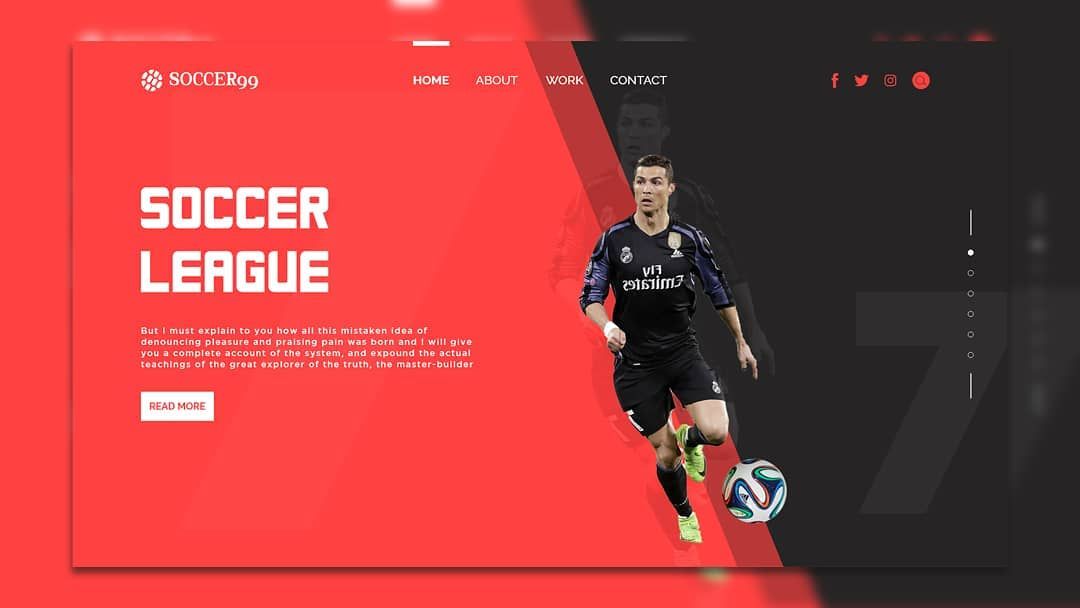 SOCCER99
HOME ABOUT WORK CONTACT
SOCCER
LEAGUE
But I must explain to you how all this mistaken idea of
denouncing pleasure and praising pain was born and I will give
you a complete account of the system, and expound the actual
teachings of the great explorer of the truth, the master-builder
READ MORE
Fly
Emirates
7